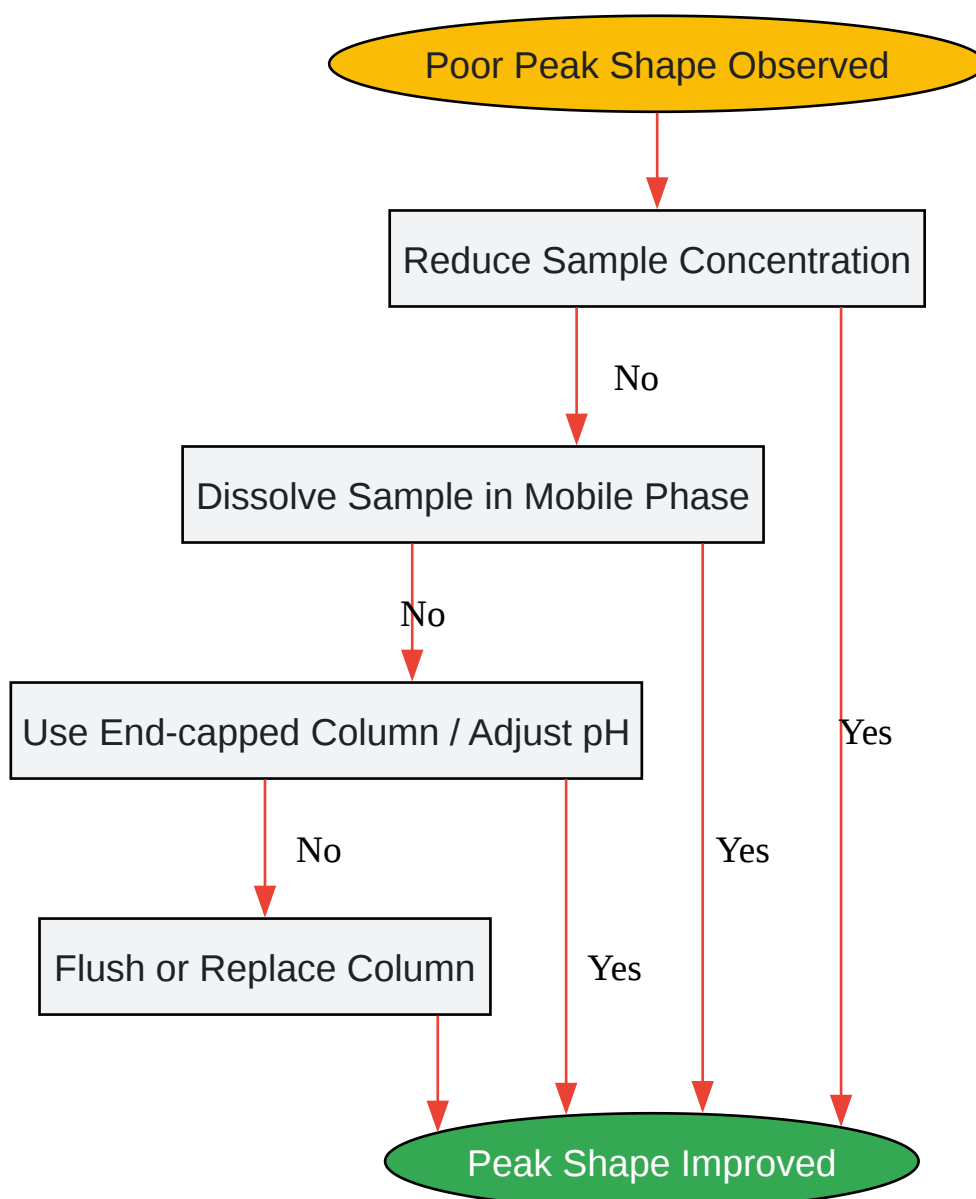 Poor Peak Shape Observed
Reduce Sample Concentration
No
Dissolve Sample in Mobile Phase
No
Use End-capped Column / Adjust pH
Yes
No
Yes
Flush or Replace Column
Yes
Peak Shape Improved